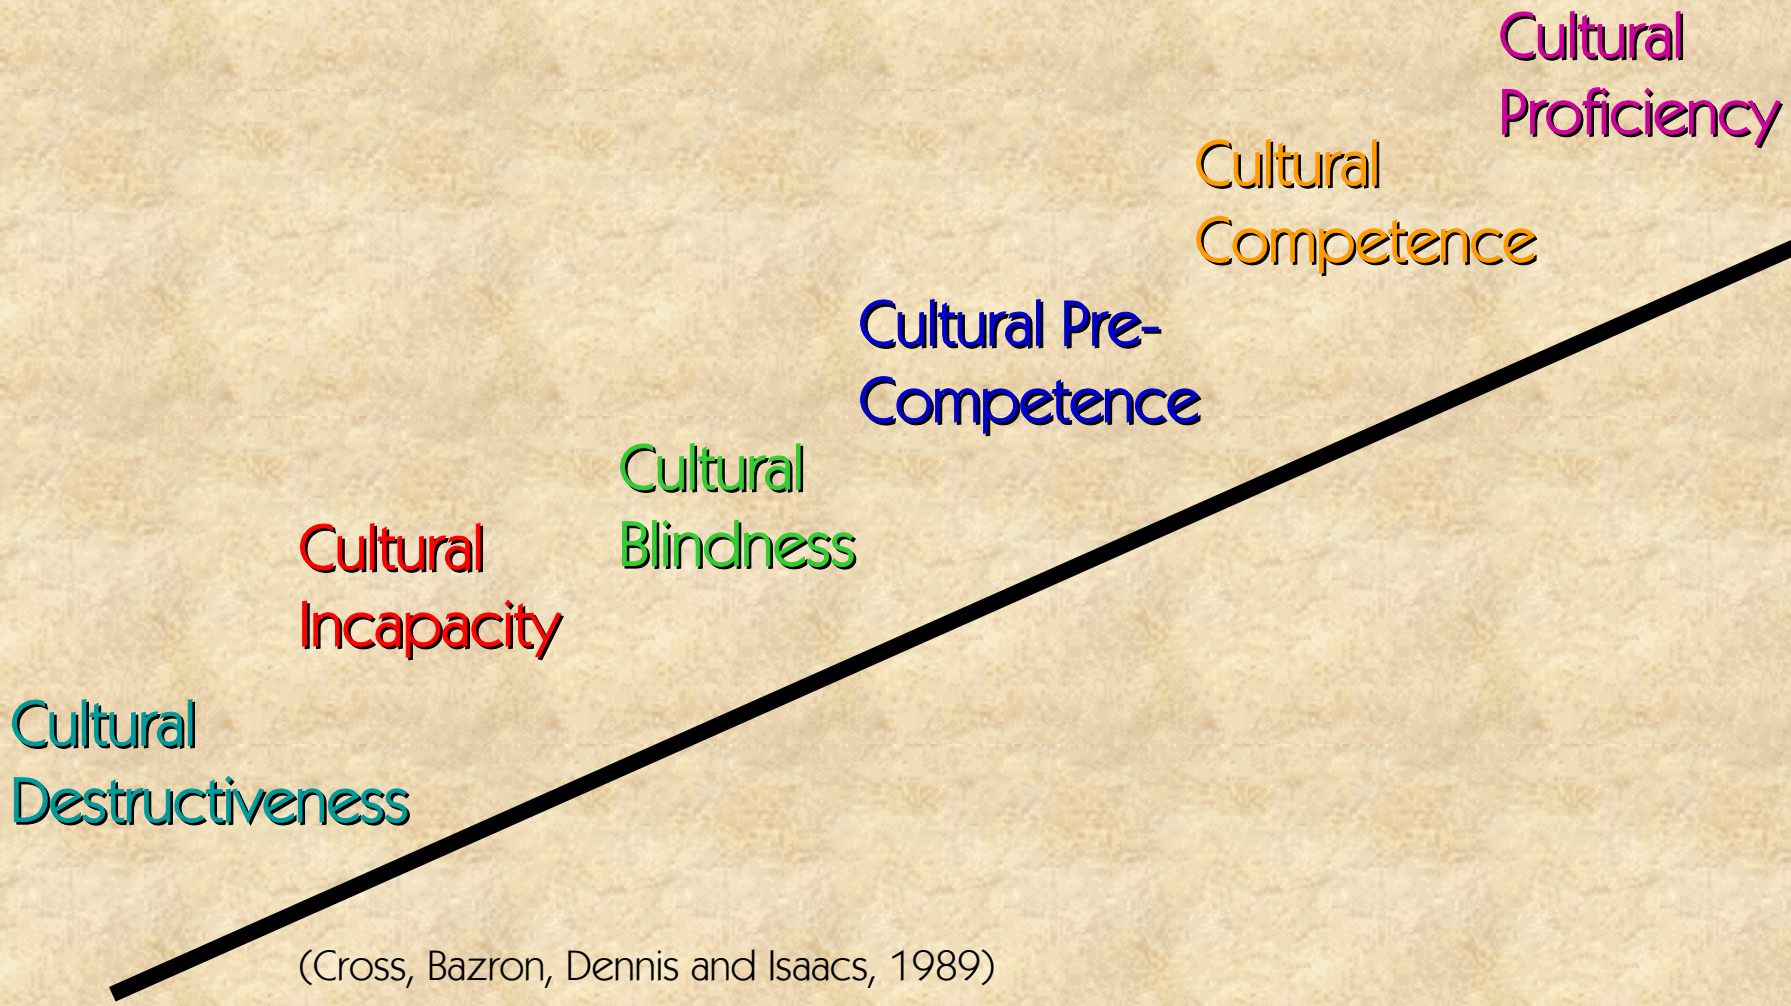 Cultural
Proficiency
Cultural
Competence
Cultural Pre-
Competence
Cultural
Blindness
Cultural
Incapacity
Cultural
Destructiveness
(Cross, Bazron, Dennis and Isaacs, 1989)